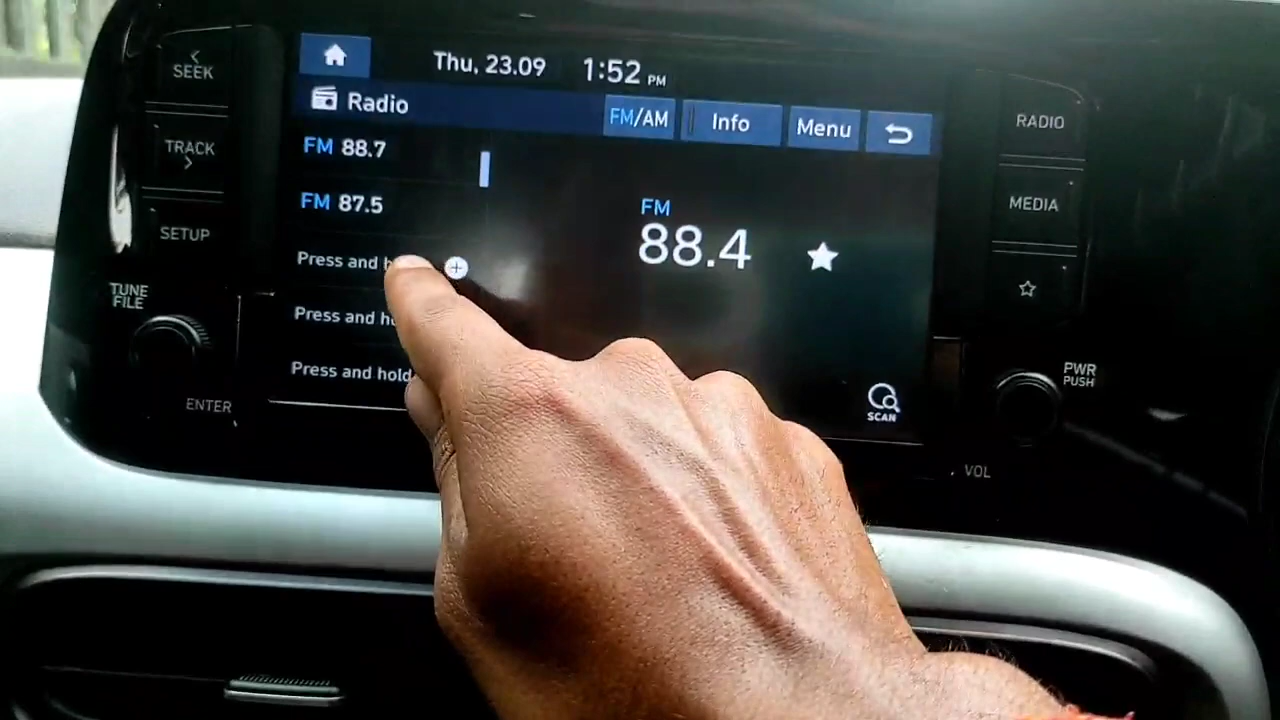 SEEK
TRACK
SETUP
TUNE
FILE
ENTER
Thu, 23.09 1:52 PM
Radio FM/AM Info Menu
FM 88.7
FM 87.5
Press and
Press and
Press and hold
FM
88.4
SCAN
RADIO
MEDIA
PWR
PUSH
VOL